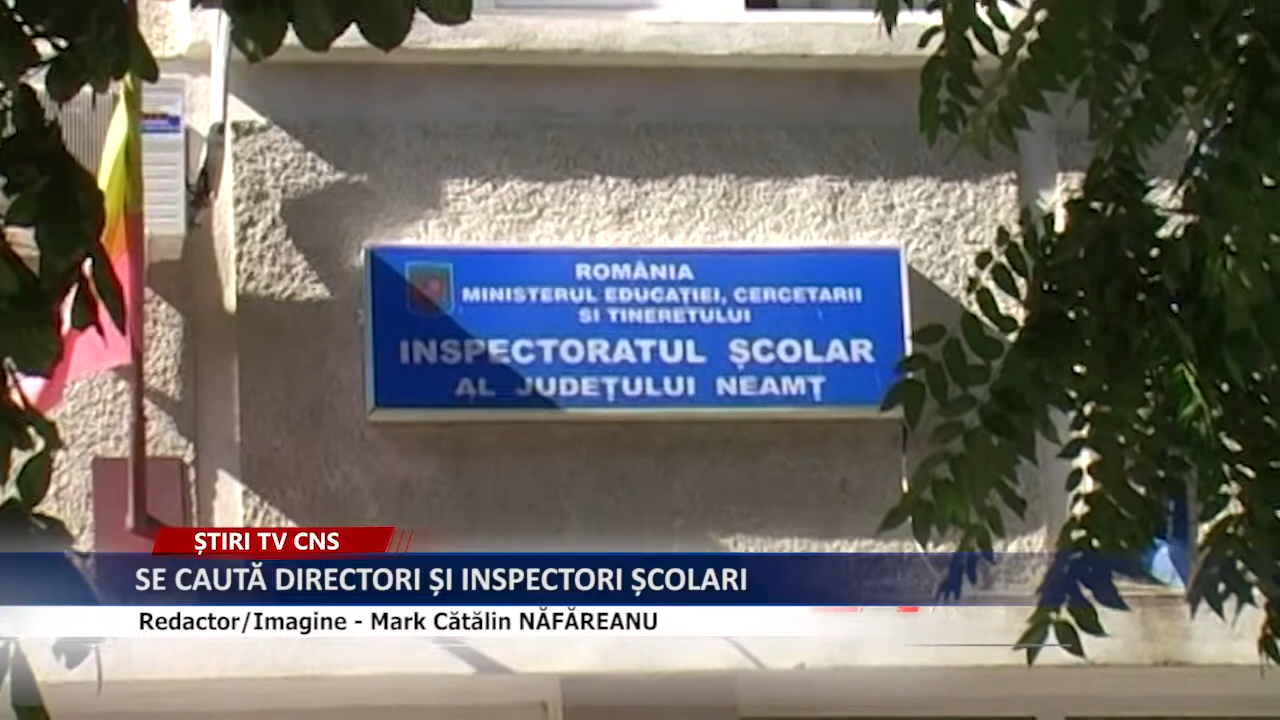 ROMÂNIA
MINISTERUL EDUCAȚIEI, CERCETARII
SI TINERETULUI
INSPECTORATUL ȘCOLAR
AL JUDEȚULUI NEAMȚ
ȘTIRI TV CNS
SE CAUTĂ DIRECTORI ȘI INSPECTORI ȘCOLARI
Redactor/Imagine - Mark Cătălin NĂFĂREANU